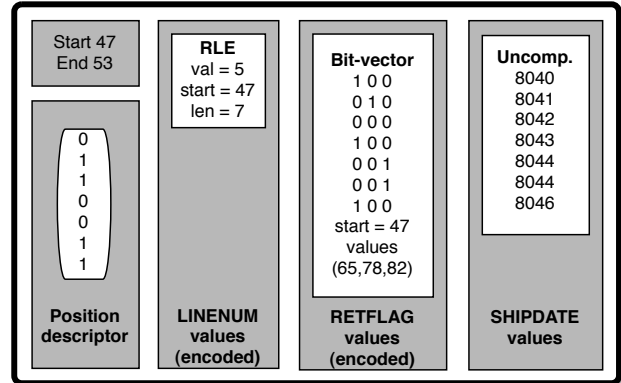 Start 47
End 53
0
1
1
0
0
1
1
Position
descriptor
RLE
val = 5
start = 47
len = 7
LINENUM
values
(encoded)
Bit-vector
1 0 0
0 1 0
0 0 0
1 0 0
0 0 1
0 0 1
1 0 0
start = 47
values
(65,78,82)
RETFLAG
values
(encoded)
Uncomp.
8040
8041
8042
8043
8044
8044
8046
SHIPDATE
values